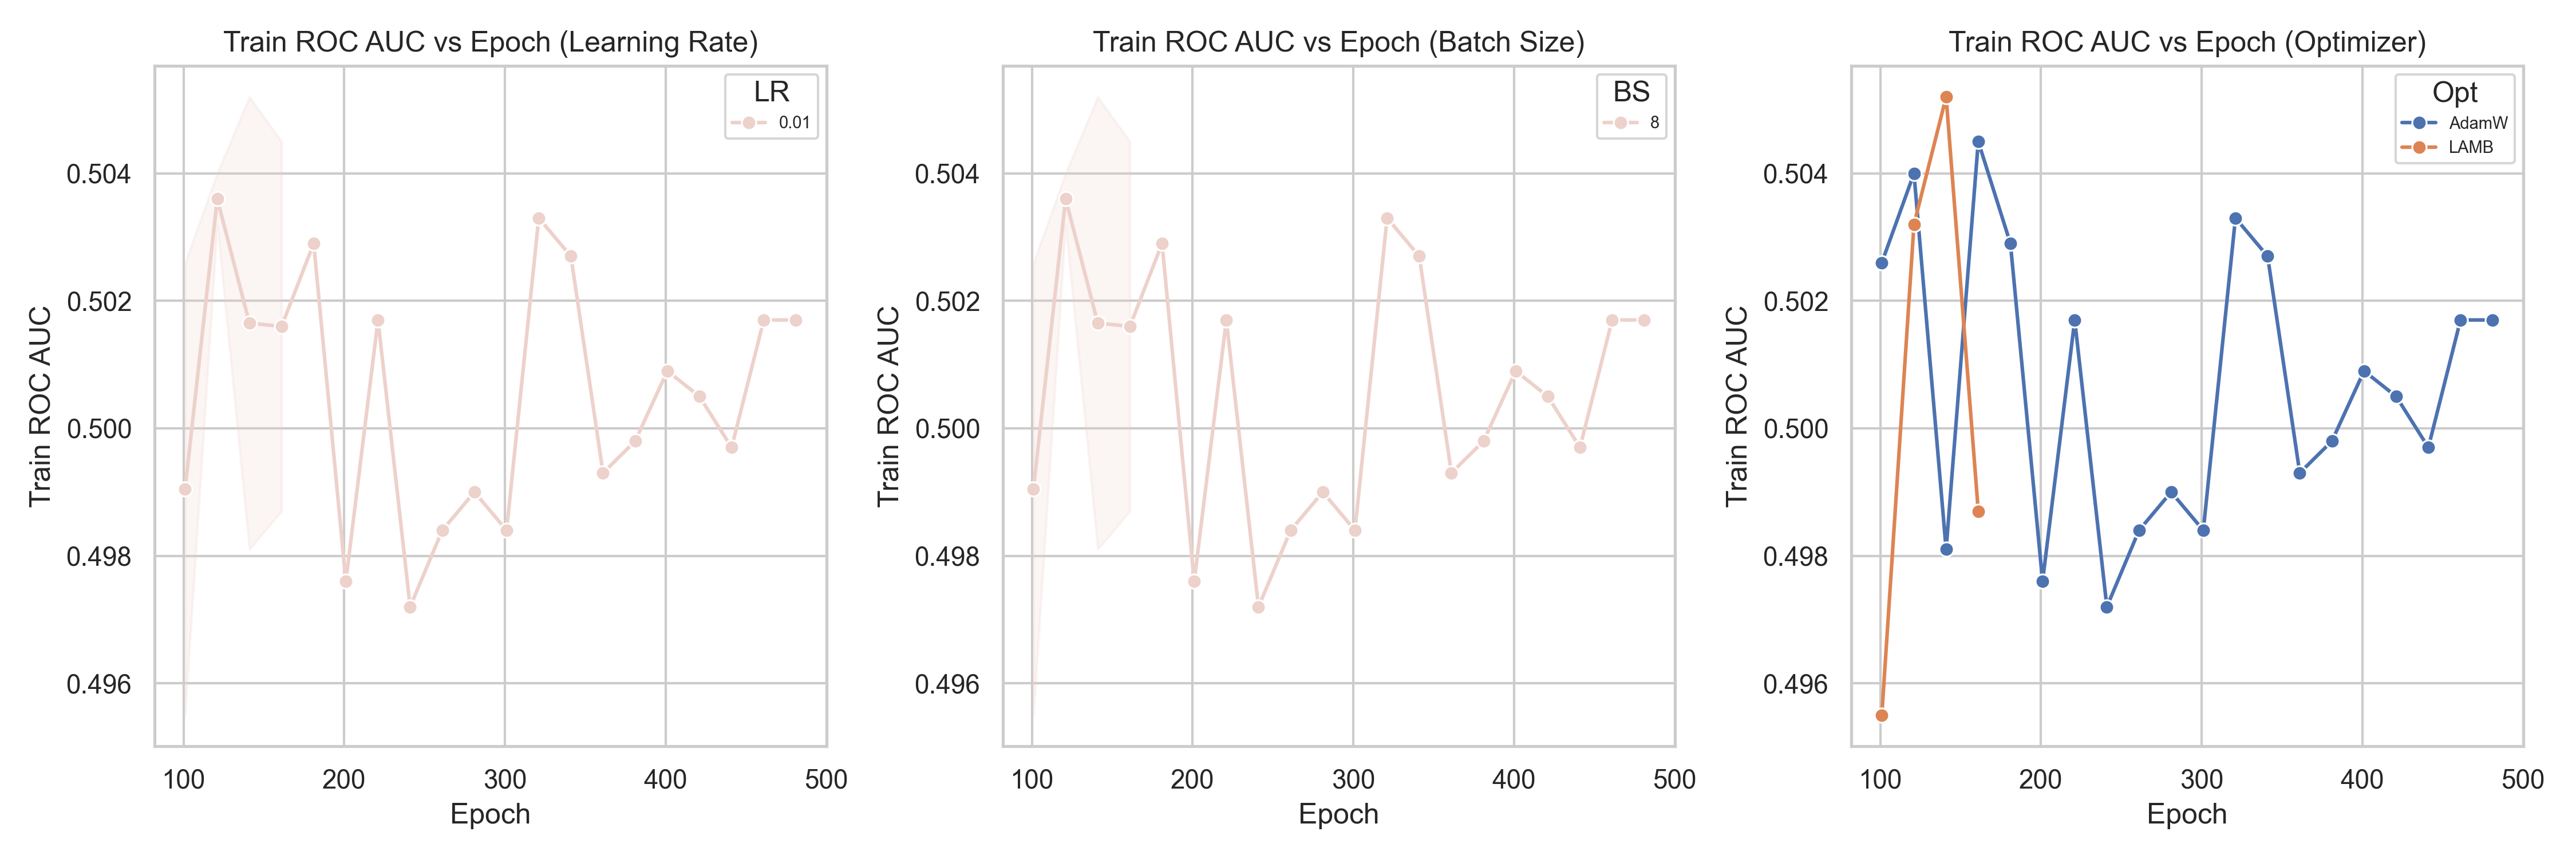 Train ROC AUC vs Epoch (Learning Rate)
LR
0.01
Train ROC AUC
0.504
0.502
0.500
0.498
0.496
100 200 300 400 500
Epoch
Train ROC AUC vs Epoch (Batch Size)
BS
8
Train ROC AUC
0.504
0.502
0.500
0.498
0.496
100 200 300 400 500
Epoch
Train ROC AUC vs Epoch (Optimizer)
Opt
AdamW
LAMB
Train ROC AUC
0.504
0.502
0.500
0.498
0.496
100 200 300 400 500
Epoch